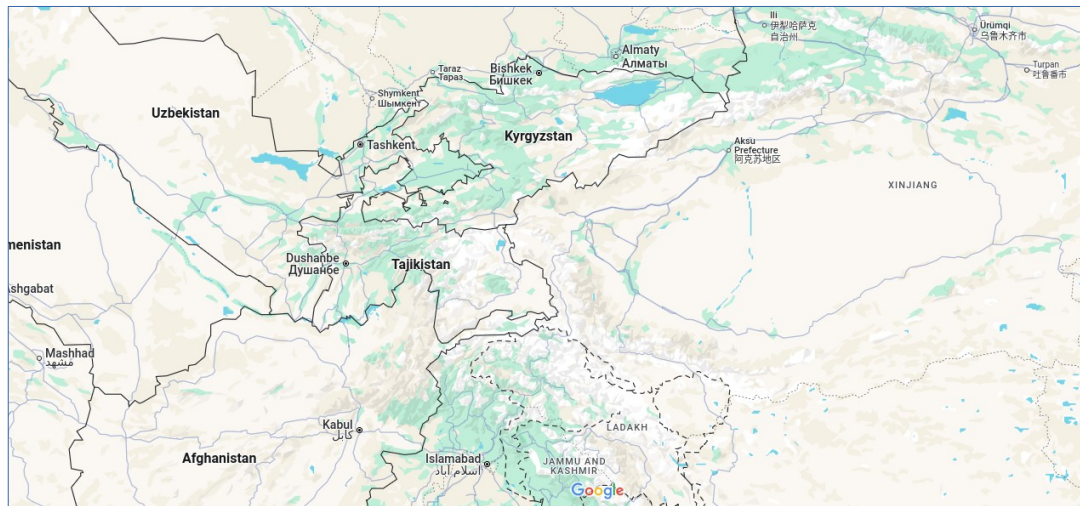 Ili
伊犁哈萨克
自治州
Ürümqi
乌鲁木齐市
Almaty
Алматы
Turpan
吐鲁番市
Bishkek
Бишкек
Taraz
Тараз
Shymkent
Шымкент
Uzbekistan
Kyrgyzstan
Tashkent
Aksu
Prefecture
阿克苏地区
XINJIANG
menistan
Dushanbe
Душанбе
Tajikistan
Ashgabat
Mashhad
مشهد
Kabul
کابل
LADAKH
Afghanistan
Islamabad
اسلام آباد
JAMMU AND
KASHMIR
Google